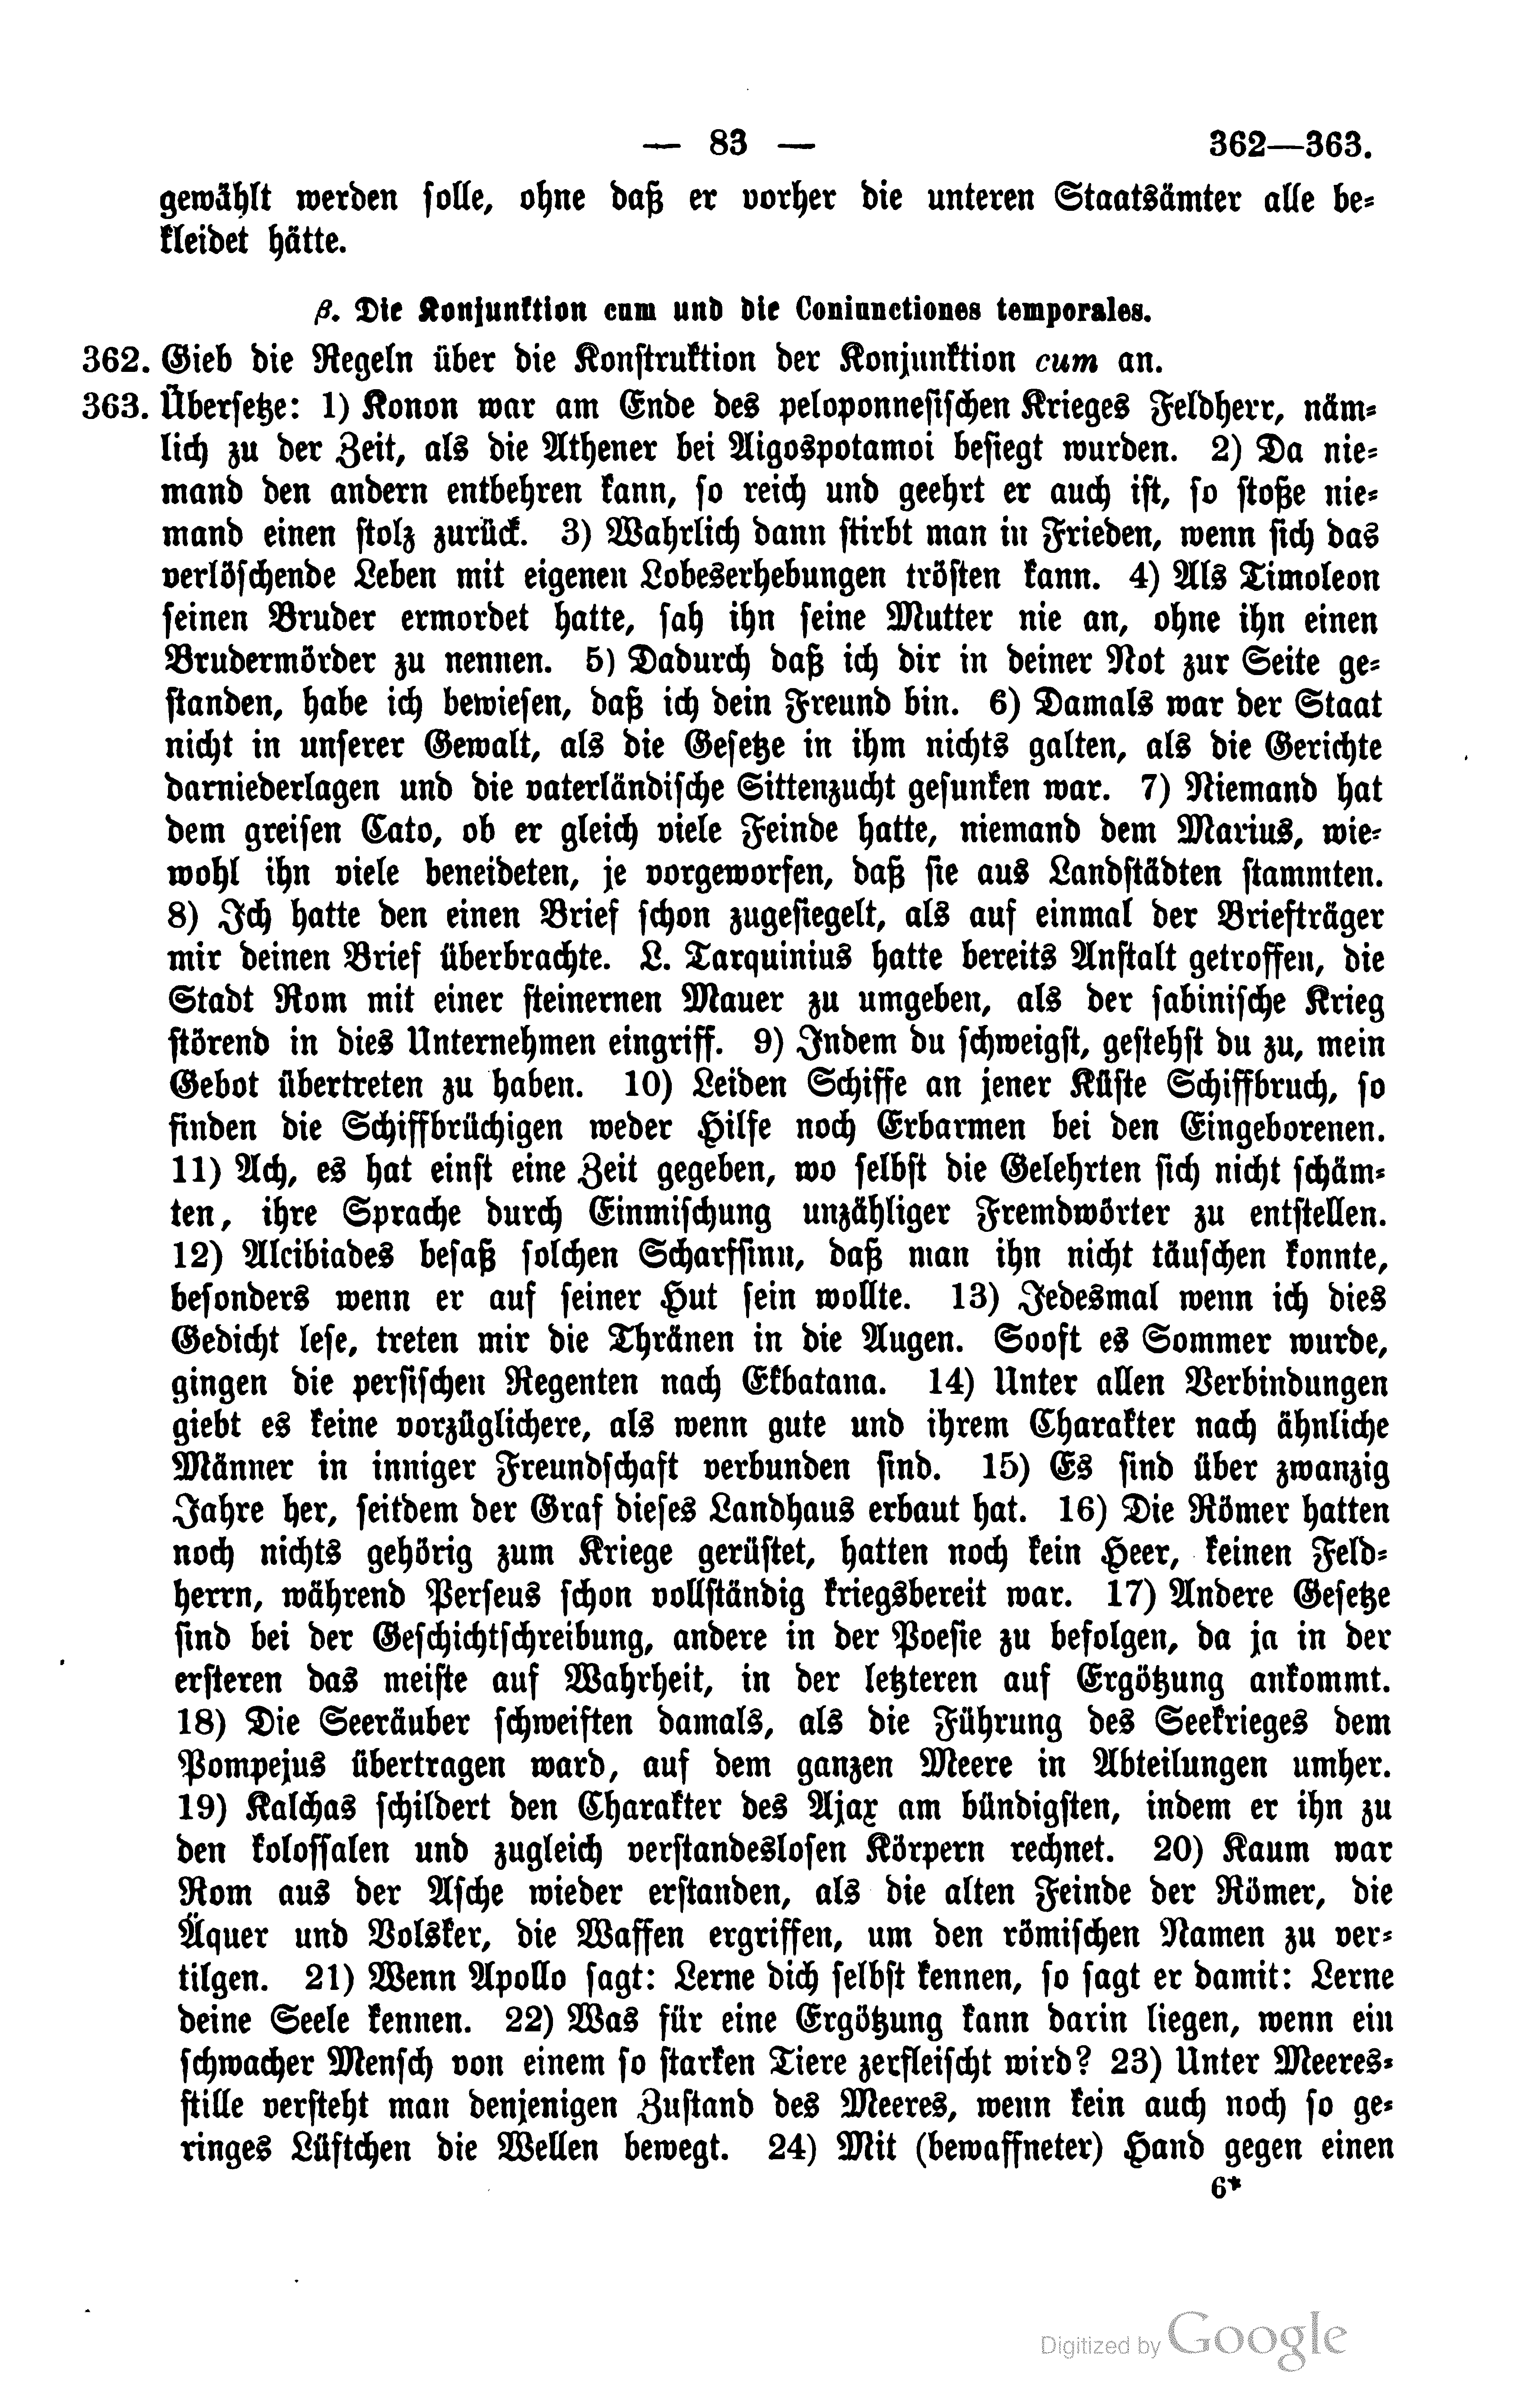 — 83 — 362—363.
gewählt werden solle, ohne daß er vorher die unteren Staatsämter alle be-
kleidet hätte.
β. Die Konjunktion cum und die Coniunctiones temporales.
362. Gieb die Regeln über die Konstruktion der Konjunktion cum an.
363. Übersetze: 1) Konon war am Ende des peloponnesischen Krieges Feldherr, näm-
lich zu der Zeit, als die Athener bei Aigospotamoi besiegt wurden. 2) Da nie-
mand den andern entbehren kann, so reich und geehrt er auch ist, so stoße nie-
mand einen stolz zurück. 3) Wahrlich dann stirbt man in Frieden, wenn sich das
verlöschende Leben mit eigenen Lobeserhebungen trösten kann. 4) Als Timoleon
seinen Bruder ermordet hatte, sah ihn seine Mutter nie an, ohne ihn einen
Brudermörder zu nennen. 5) Dadurch daß ich dir in deiner Not zur Seite ge-
standen, habe ich bewiesen, daß ich dein Freund bin. 6) Damals war der Staat
nicht in unserer Gewalt, als die Gesetze in ihm nichts galten, als die Gerichte
darniederlagen und die vaterländische Sittenzucht gesunken war. 7) Niemand hat
dem greisen Cato, ob er gleich viele Feinde hatte, niemand dem Marius, wie-
wohl ihn viele beneideten, je vorgeworfen, daß sie aus Landstädten stammten.
8) Ich hatte den einen Brief schon zugesiegelt, als auf einmal der Briefträger
mir deinen Brief überbrachte. L. Tarquinius hatte bereits Anstalt getroffen, die
Stadt Rom mit einer steinernen Mauer zu umgeben, als der sabinische Krieg
störend in dies Unternehmen eingriff. 9) Indem du schweigst, gestehst du zu, mein
Gebot übertreten zu haben. 10) Leiden Schiffe an jener Küste Schiffbruch, so
finden die Schiffbrüchigen weder Hilfe noch Erbarmen bei den Eingeborenen.
11) Ach, es hat einst eine Zeit gegeben, wo selbst die Gelehrten sich nicht schäm-
ten, ihre Sprache durch Einmischung unzähliger Fremdwörter zu entstellen.
12) Alcibiades besaß solchen Scharfsinn, daß man ihn nicht täuschen konnte,
besonders wenn er auf seiner Hut sein wollte. 13) Jedesmal wenn ich dies
Gedicht lese, treten mir die Thränen in die Augen. Sooft es Sommer wurde,
gingen die persischen Regenten nach Ekbatana. 14) Unter allen Verbindungen
giebt es keine vorzüglichere, als wenn gute und ihrem Charakter nach ähnliche
Männer in inniger Freundschaft verbunden sind. 15) Es sind über zwanzig
Jahre her, seitdem der Graf dieses Landhaus erbaut hat. 16) Die Römer hatten
noch nichts gehörig zum Kriege gerüstet, hatten noch kein Heer, keinen Feld-
herrn, während Perseus schon vollständig kriegsbereit war. 17) Andere Gesetze
sind bei der Geschichtschreibung, andere in der Poesie zu befolgen, da ja in der
ersteren das meiste auf Wahrheit, in der letzteren auf Ergötzung ankommt.
18) Die Seeräuber schweiften damals, als die Führung des Seekrieges dem
Pompejus übertragen ward, auf dem ganzen Meere in Abteilungen umher.
19) Kalchas schildert den Charakter des Ajax am bündigsten, indem er ihn zu
den kolossalen und zugleich verstandeslosen Körpern rechnet. 20) Kaum war
Rom aus der Asche wieder erstanden, als die alten Feinde der Römer, die
Äquer und Volsker, die Waffen ergriffen, um den römischen Namen zu ver-
tilgen. 21) Wenn Apollo sagt: Lerne dich selbst kennen, so sagt er damit: Lerne
deine Seele kennen. 22) Was für eine Ergötzung kann darin liegen, wenn ein
schwacher Mensch von einem so starken Tiere zerfleischt wird? 23) Unter Meeres-
stille versteht man denjenigen Zustand des Meeres, wenn kein auch noch so ge-
ringes Lüftchen die Wellen bewegt. 24) Mit (bewaffneter) Hand gegen einen
6*
Digitized by Google